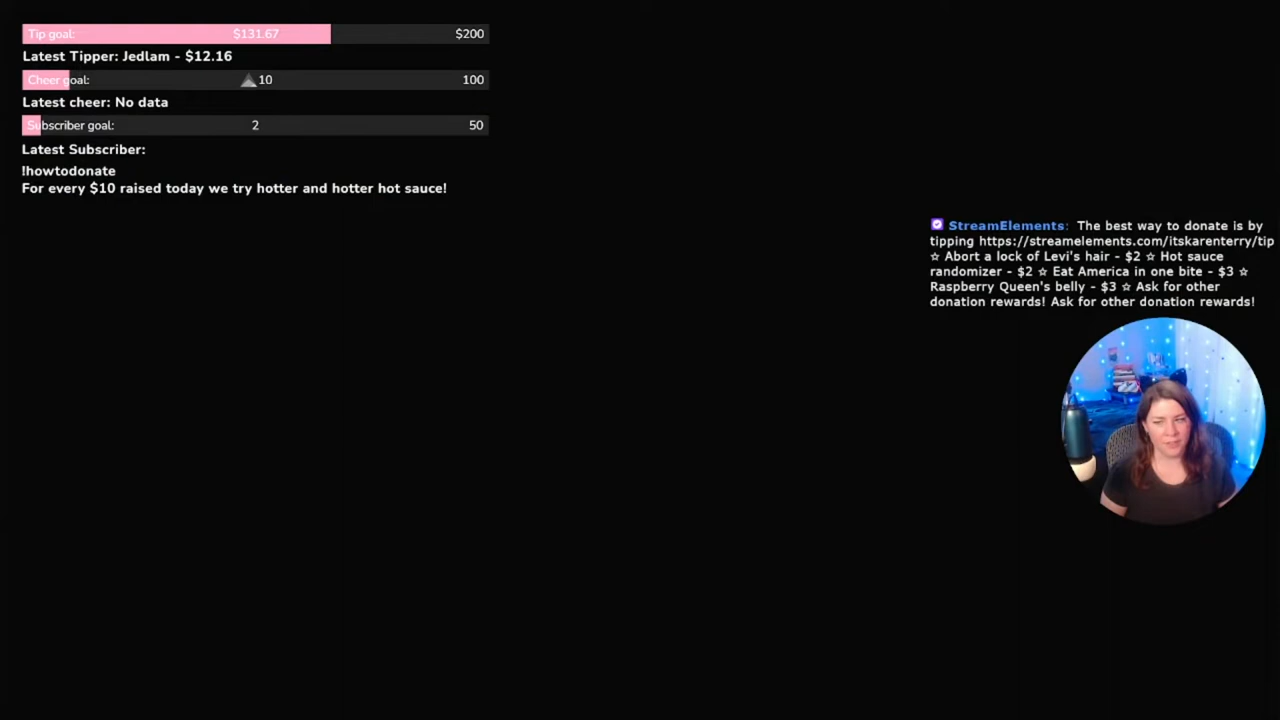 Tip goal: $131.67 $200
Latest Tipper: Jedlam - $12.16
Cheer goal: 10 100
Latest cheer: No data
Subscriber goal: 2 50
Latest Subscriber:
!howtodonate
For every $10 raised today we try hotter and hotter hot sauce!
StreamElements: The best way to donate is by
tipping https://streamelements.com/itskarenterry/tip
☆ Abort a lock of Levi's hair - $2 ☆ Hot sauce
randomizer - $2 ☆ Eat America in one bite - $3 ☆
Raspberry Queen's belly - $3 ☆ Ask for other
donation rewards! Ask for other donation rewards!